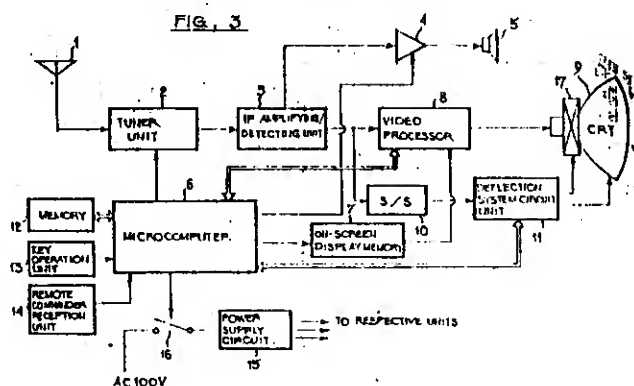 FIG. 3
1
4
5
2
TUNER
UNIT
IF AMPLIFYING/
DETECTING UNIT
8
VIDEO
PROCESSOR
17
9
CRT
6
MICROCOMPUTER
12
MEMORY
13
KEY
OPERATION
UNIT
14
REMOTE
COMMANDER
RECEPTION
UNIT
7
ON-SCREEN
DISPLAY MEMORY
S/S
10
DEFLECTION
SYSTEM CIRCUIT
UNIT
11
16
AC 100V
POWER
SUPPLY
CIRCUIT
15
TO RESPECTIVE UNITS